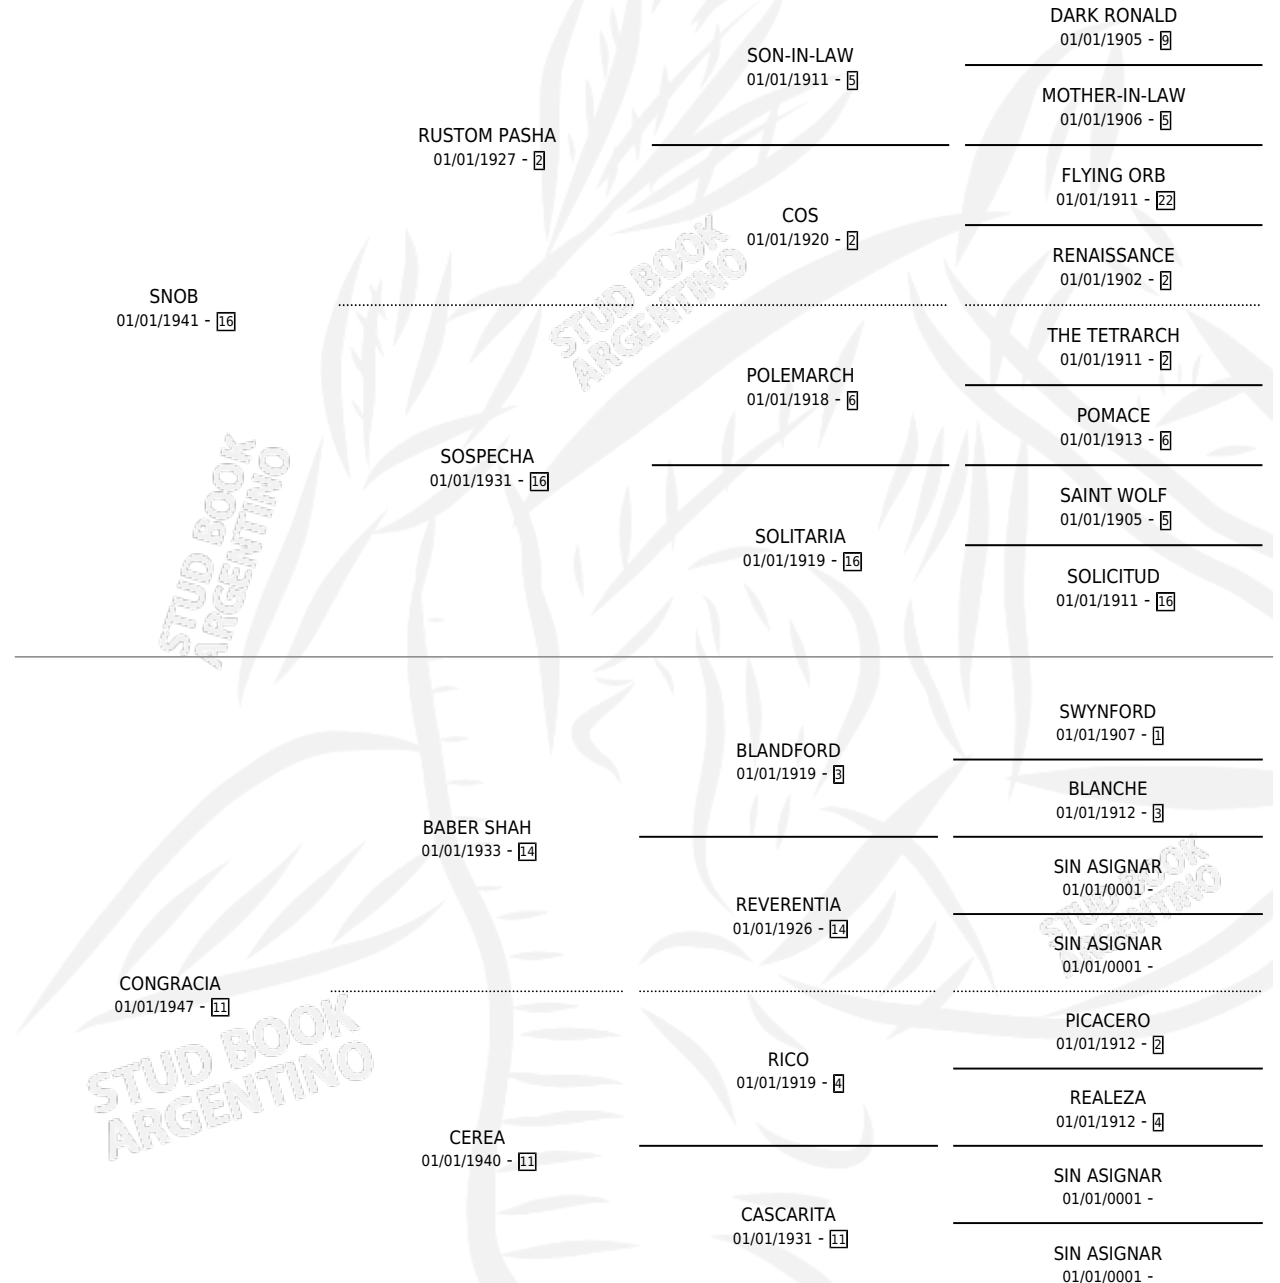 DARK RONALD
01/01/1905 - 9
SON-IN-LAW
01/01/1911 - 5
MOTHER-IN-LAW
01/01/1906 - 5
RUSTOM PASHA
01/01/1927 - 2
FLYING ORB
01/01/1911 - 22
COS
01/01/1920 - 2
RENAISSANCE
01/01/1902 - 2
SNOB
01/01/1941 - 16
THE TETRARCH
01/01/1911 - 2
POLEMARCH
01/01/1918 - 6
POMACE
01/01/1913 - 6
SOSPECHA
01/01/1931 - 16
SAINT WOLF
01/01/1905 - 5
SOLITARIA
01/01/1919 - 16
SOLICITUD
01/01/1911 - 16
SWYNFORD
01/01/1907 - 1
BLANDFORD
01/01/1919 - 3
BLANCHE
01/01/1912 - 3
BABER SHAH
01/01/1933 - 14
SIN ASIGNAR
01/01/0001 -
REVERENTIA
01/01/1926 - 14
SIN ASIGNAR
01/01/0001 -
CONGRACIA
01/01/1947 - 11
PICACERO
01/01/1912 - 2
RICO
01/01/1919 - 4
REALEZA
01/01/1912 - 4
CEREA
01/01/1940 - 11
SIN ASIGNAR
01/01/0001 -
CASCARITA
01/01/1931 - 11
SIN ASIGNAR
01/01/0001 -
STUD BOOK
ARGENTINO
STUD BOOK
ARGENTINO
STUD BOOK
ARGENTINO
STUD BOOK
ARGENTINO